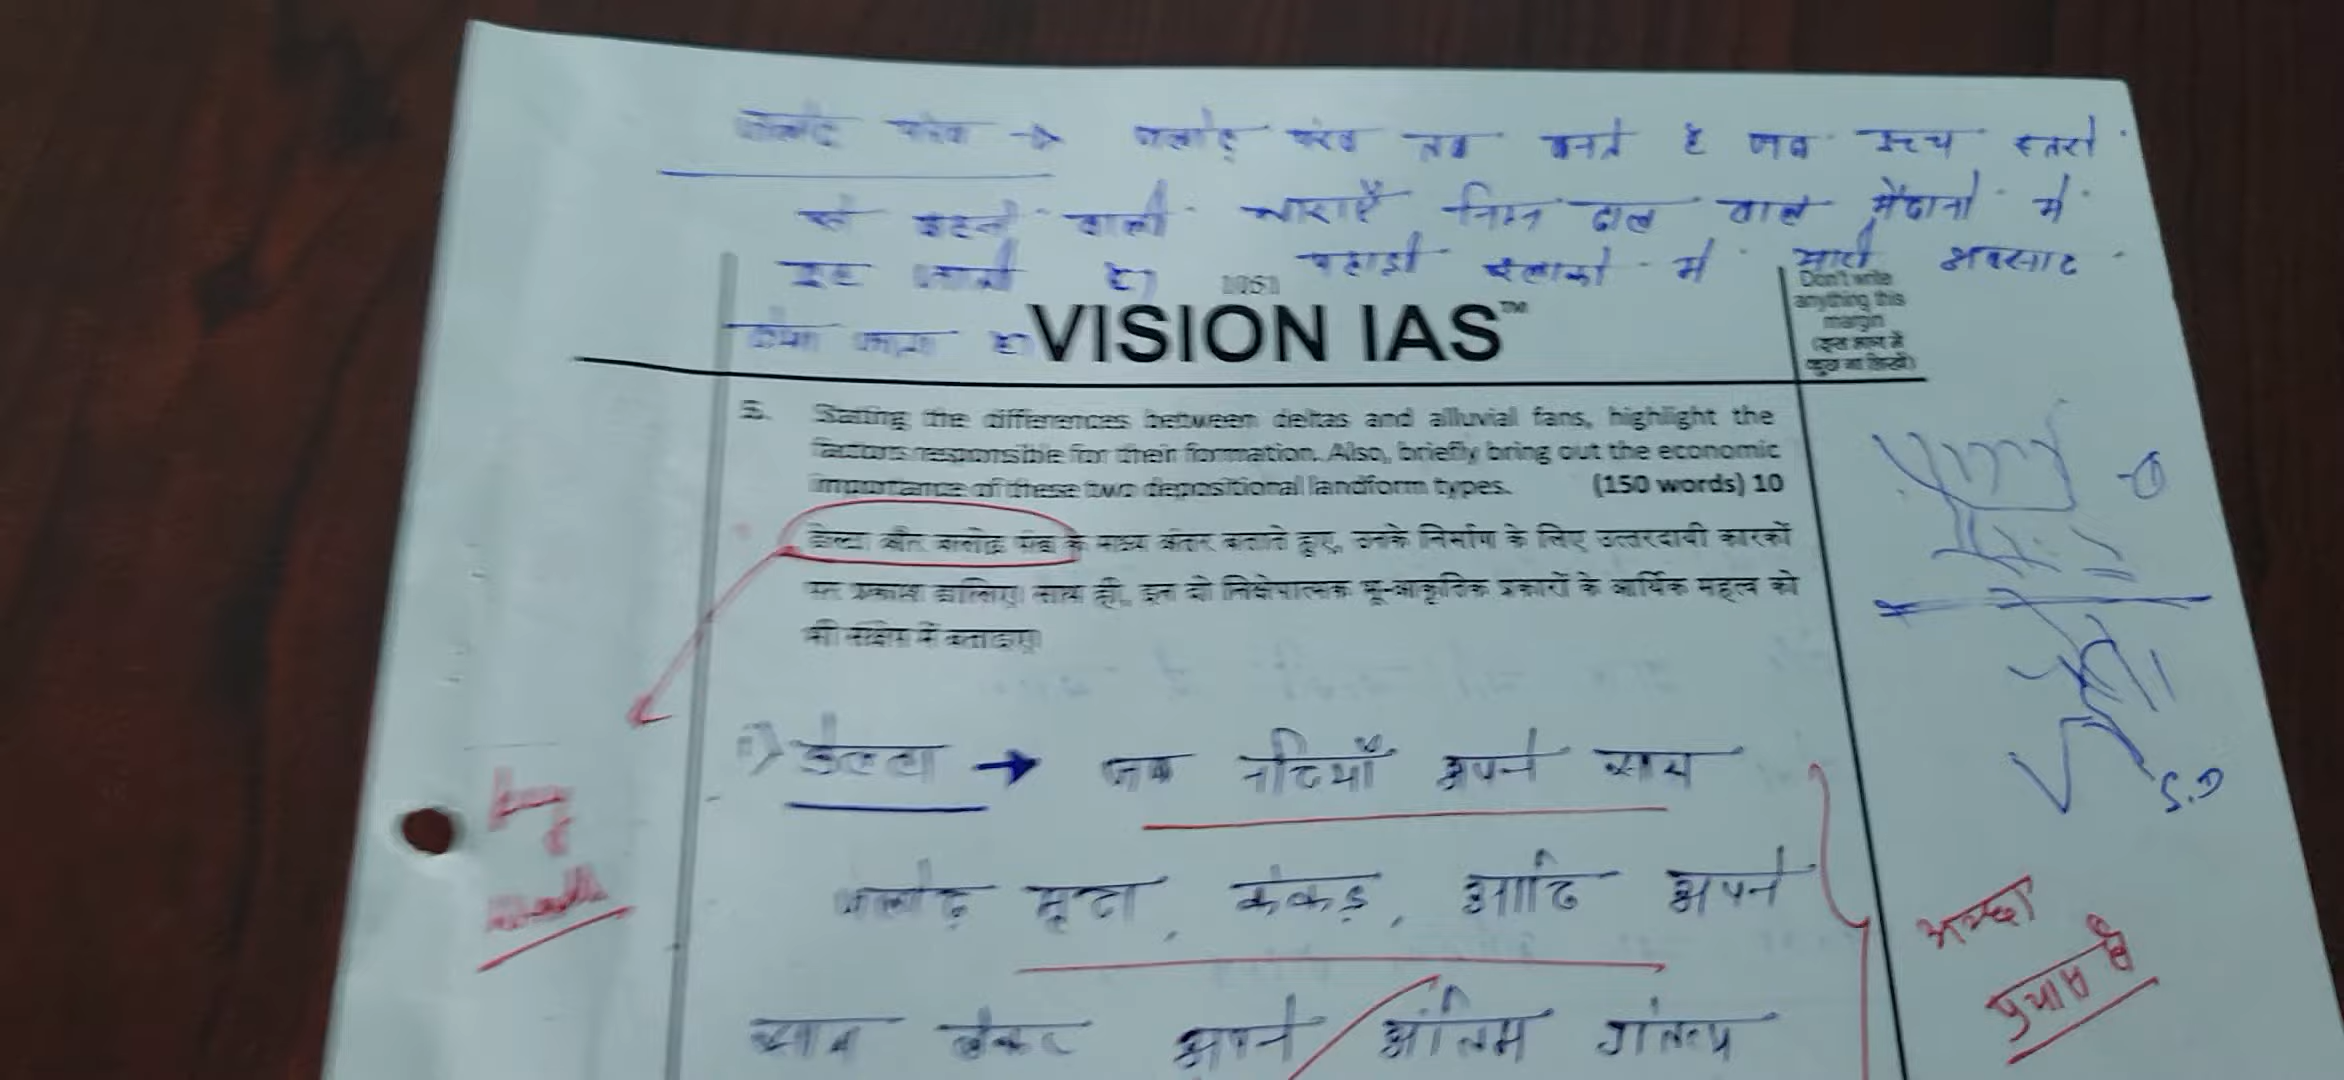 जलोढ़ पंख → जलोढ़ पंख तब बनते है जब उच्च स्तरों
से बहने वाली धाराएँ निम्न ढाल वाले मैदानों में
है। पहाड़ी इलाकों में भारी अवसाद
1051
VISION IAS™
Don't write
anything this
margin
(इस भाग में
कुछ ना लिखें)
5. Stating the differences between deltas and alluvial fans, highlight the
factors responsible for their formation. Also, briefly bring out the economic
importance of these two depositional landform types. (150 words) 10
डेल्टा और जलोढ़ पंख के मध्य अंतर बताते हुए, उनके निर्माण के लिए उत्तरदायी कारकों
पर प्रकाश डालिए। साथ ही, इन दो निक्षेपात्मक भू-आकृतिक प्रकारों के आर्थिक महत्व को
भी संक्षेप में बताइए।
डेल्टा → जब नदियाँ अपने साथ
जलोढ़ मृदा, कंकड़, आदि अपने
साथ लेकर अपने अंतिम गंतव्य
अच्छा
प्रयास है